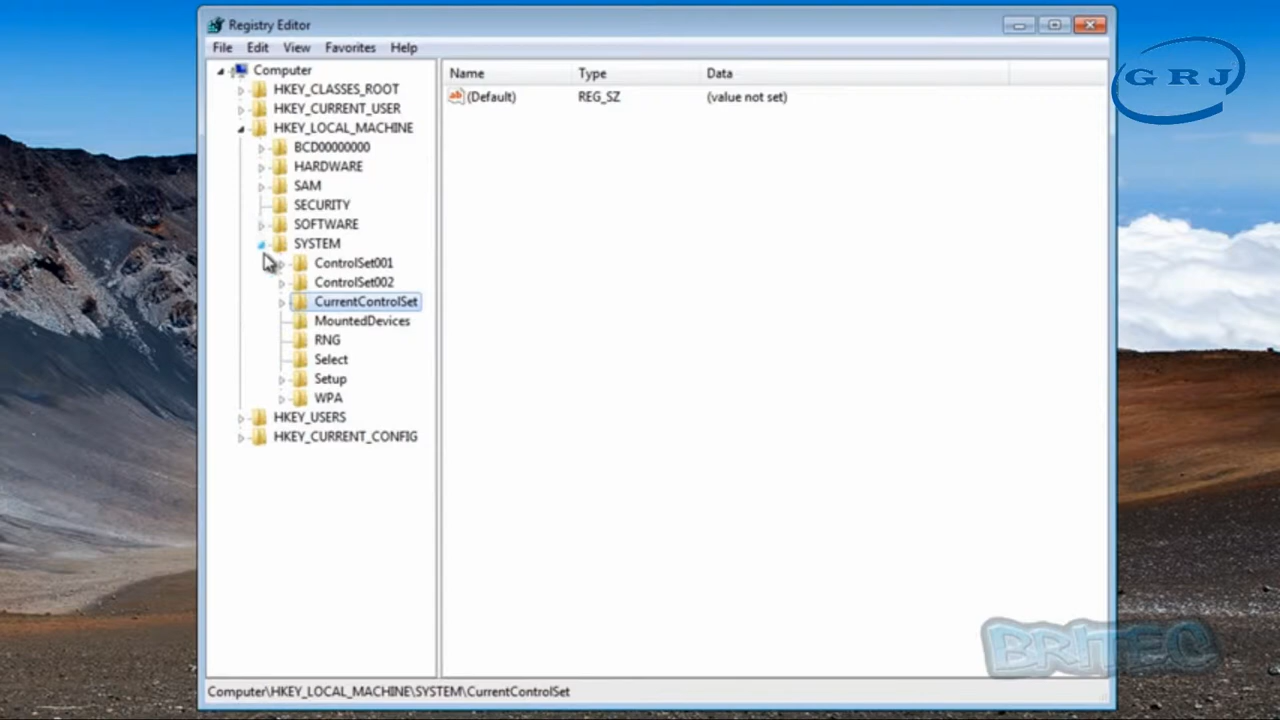 Registry Editor
File Edit View Favorites Help
Computer
HKEY_CLASSES_ROOT
HKEY_CURRENT_USER
HKEY_LOCAL_MACHINE
BCD00000000
HARDWARE
SAM
SECURITY
SOFTWARE
SYSTEM
ControlSet001
ControlSet002
CurrentControlSet
MountedDevices
RNG
Select
Setup
WPA
HKEY_USERS
HKEY_CURRENT_CONFIG
Name Type Data
ab (Default) REG_SZ (value not set)
GRJ
BRITEC
Computer\HKEY_LOCAL_MACHINE\SYSTEM\CurrentControlSet